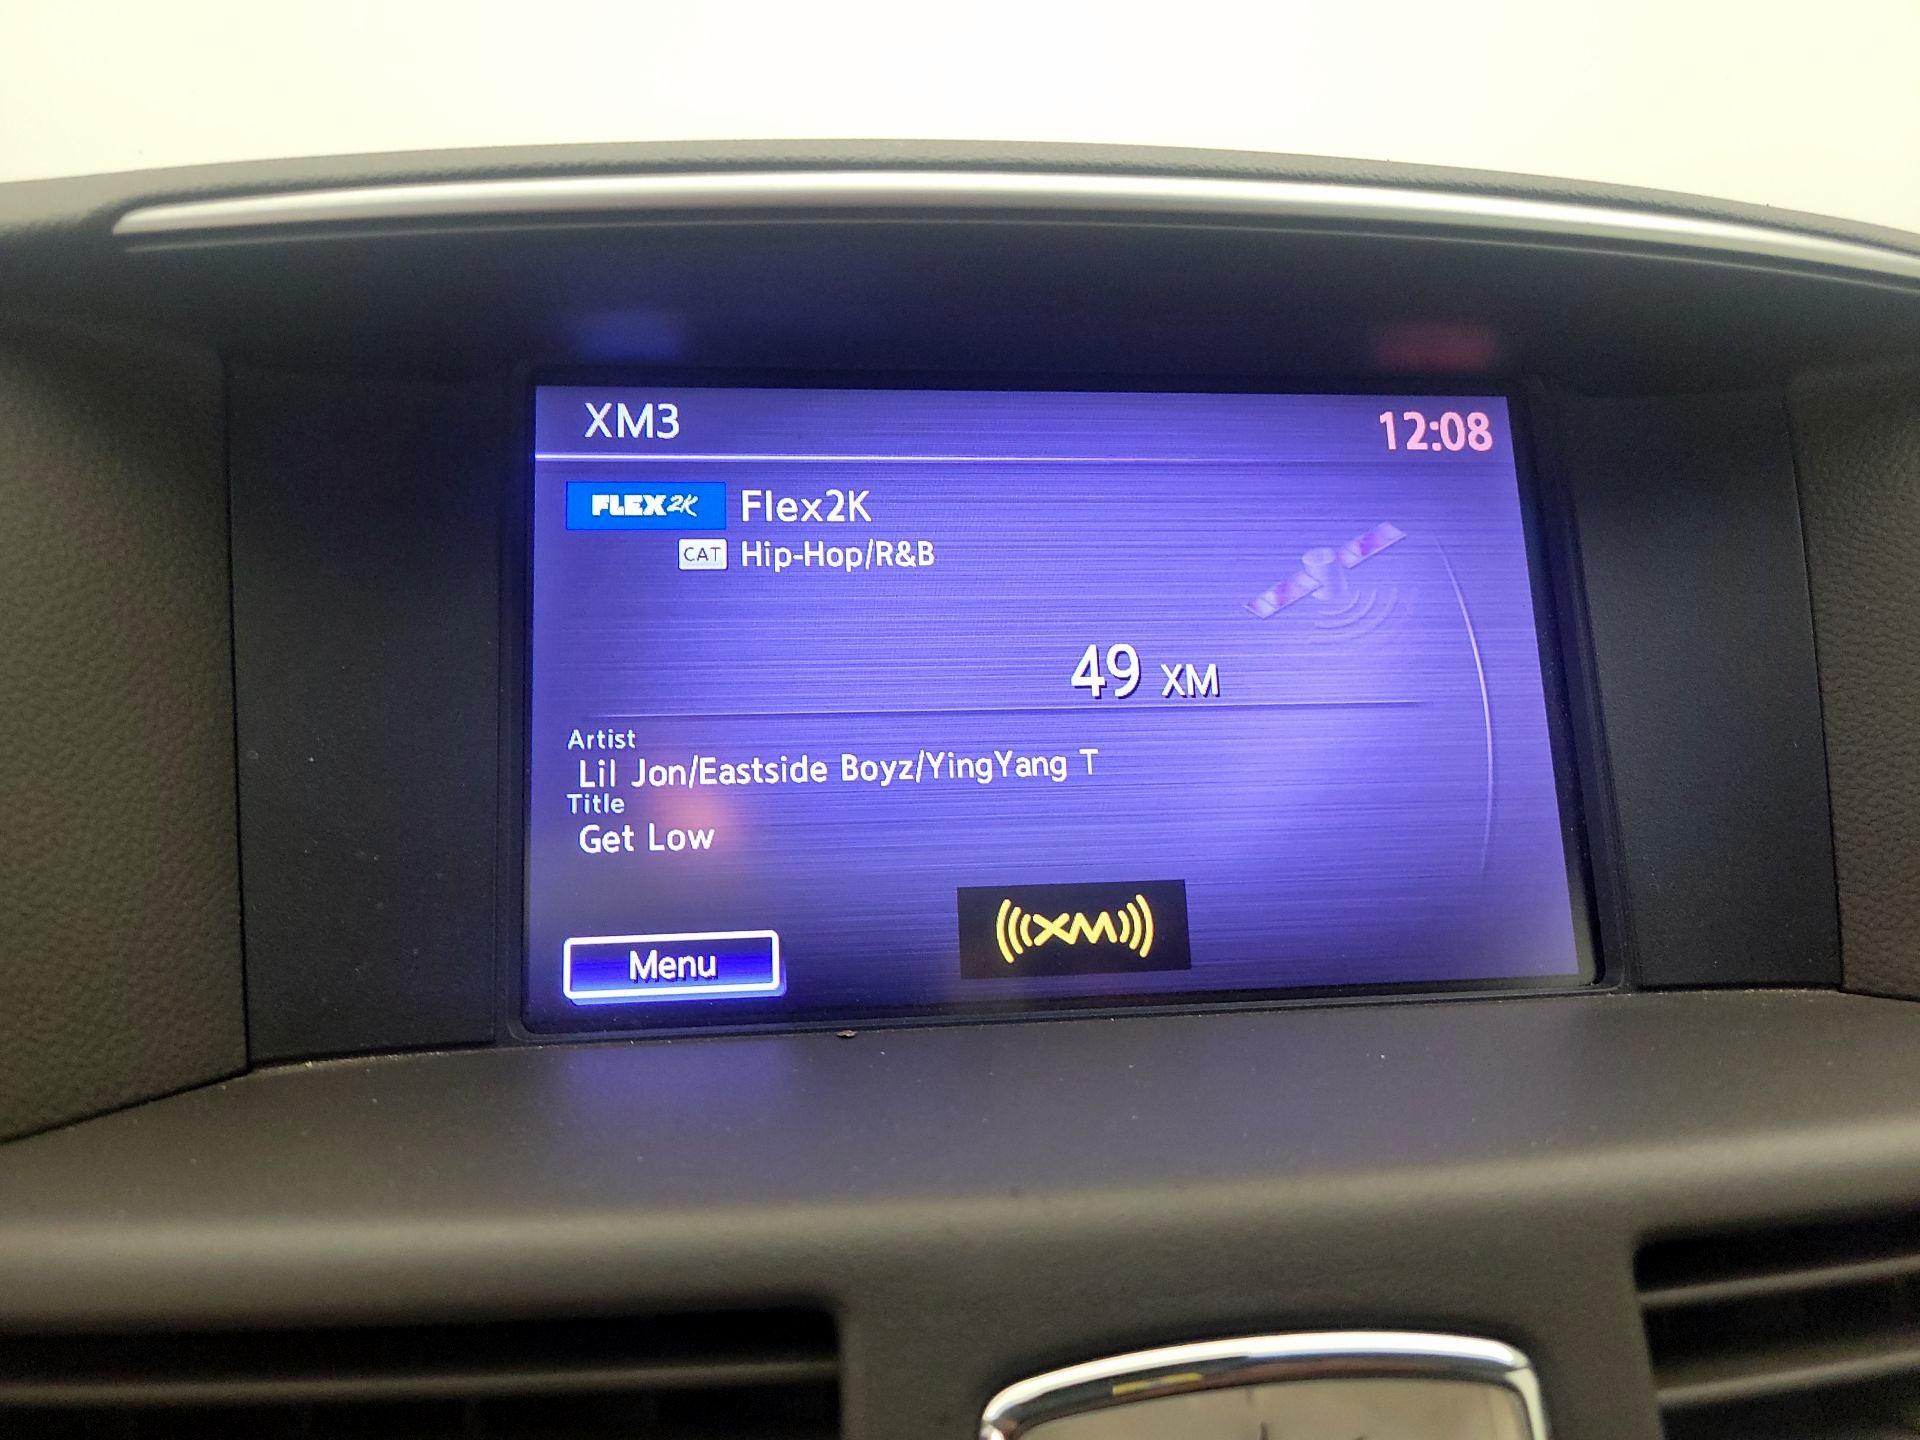 XM3
12:08
FLEX2K Flex2K
CAT Hip-Hop/R&B
49 XM
Artist
Lil Jon/Eastside Boyz/YingYang T
Title
Get Low
XM
Menu